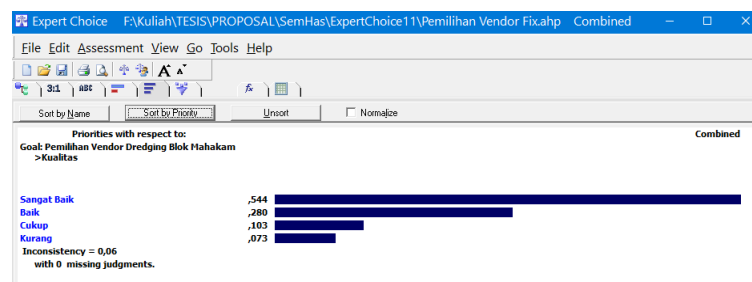 Expert Choice F:\Kuliah\TESIS\PROPOSAL\SemHas\ExpertChoice11\Pemilihan Vendor Fix.ahp Combined
File Edit Assessment View Go Tools Help
A A
3:1 ABC fx
Sort by Name Sort by Priority Unsort Normalize
Priorities with respect to: Combined
Goal: Pemilihan Vendor Dredging Blok Mahakam
>Kualitas
Sangat Baik ,544
Baik ,280
Cukup ,103
Kurang ,073
Inconsistency = 0,06
with 0 missing judgments.